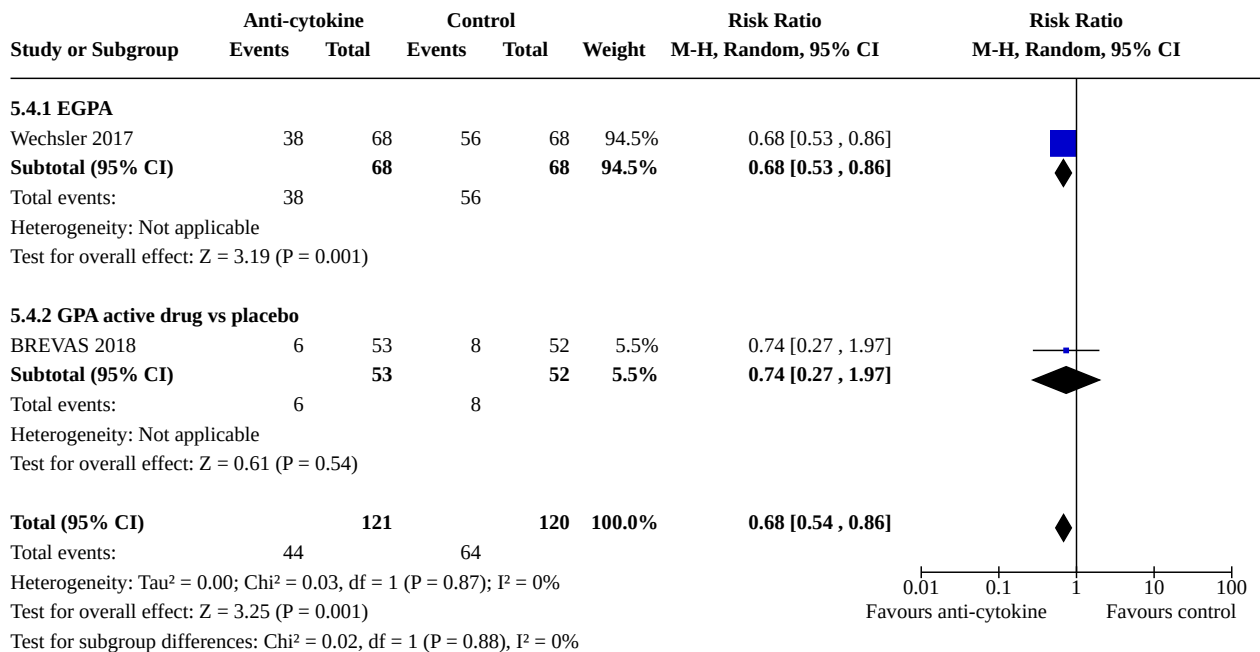 Anti-cytokine Control Risk Ratio Risk Ratio
Study or Subgroup Events Total Events Total Weight M-H, Random, 95% CI M-H, Random, 95% CI
5.4.1 EGPA
Wechsler 2017 38 68 56 68 94.5% 0.68 [0.53 , 0.86]
Subtotal (95% CI) 68 68 94.5% 0.68 [0.53 , 0.86]
Total events: 38 56
Heterogeneity: Not applicable
Test for overall effect: Z = 3.19 (P = 0.001)
5.4.2 GPA active drug vs placebo
BREVAS 2018 6 53 8 52 5.5% 0.74 [0.27 , 1.97]
Subtotal (95% CI) 53 52 5.5% 0.74 [0.27 , 1.97]
Total events: 6 8
Heterogeneity: Not applicable
Test for overall effect: Z = 0.61 (P = 0.54)
Total (95% CI) 121 120 100.0% 0.68 [0.54 , 0.86]
Total events: 44 64
Heterogeneity: Tau² = 0.00; Chi² = 0.03, df = 1 (P = 0.87); I² = 0% 0.01 0.1 1 10 100
Test for overall effect: Z = 3.25 (P = 0.001) Favours anti-cytokine Favours control
Test for subgroup differences: Chi² = 0.02, df = 1 (P = 0.88), I² = 0%